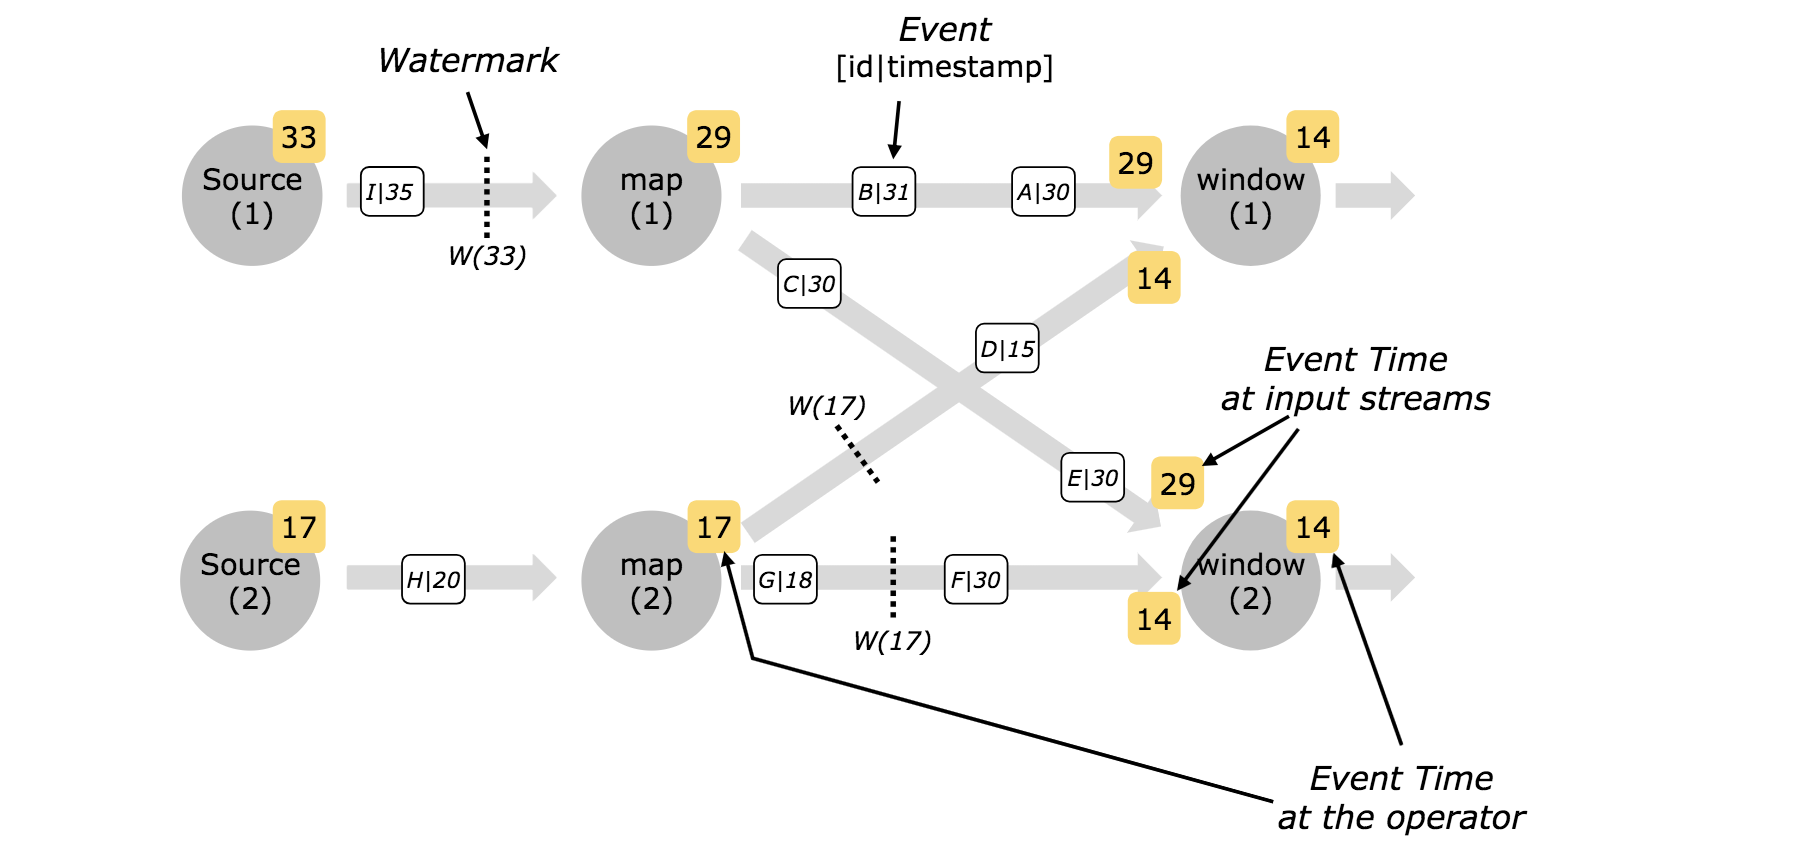 Event
[id|timestamp]
Watermark
33
Source
(1)
I|35
W(33)
29
map
(1)
B|31
A|30
29
14
window
(1)
C|30
14
D|15
Event Time
at input streams
W(17)
E|30
29
17
Source
(2)
H|20
17
map
(2)
G|18
F|30
W(17)
14
14
window
(2)
Event Time
at the operator